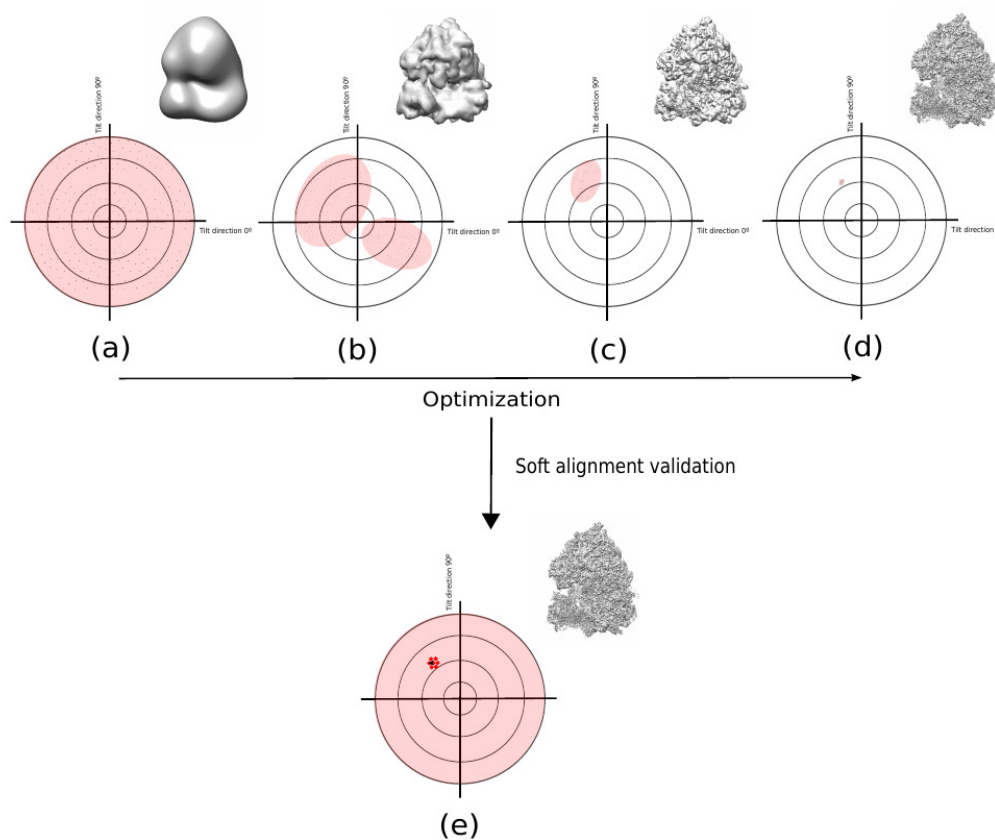 Tilt direction 90º
Tilt direction 90º
Tilt direction 90º
Tilt direction 90º
Tilt direction 0º
Tilt direction 0º
Tilt direction 0º
Tilt direction
(a)
(b)
(c)
(d)
Optimization
Soft alignment validation
Tilt direction 90º
(e)